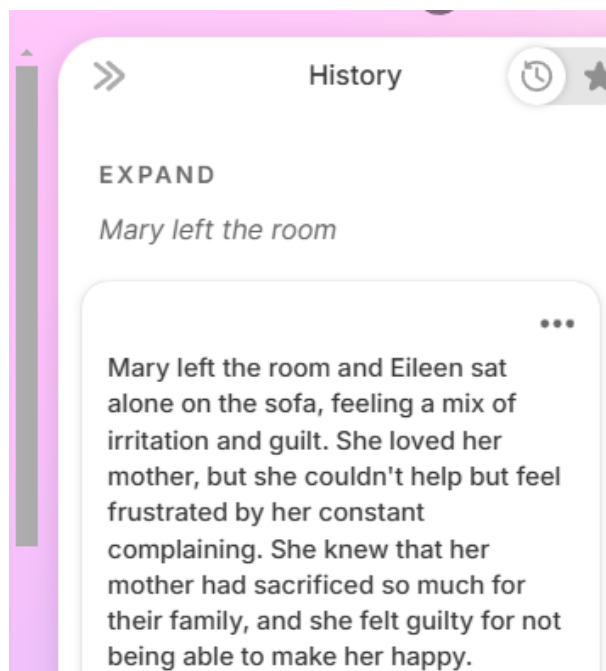 History
EXPAND
Mary left the room
Mary left the room and Eileen sat
alone on the sofa, feeling a mix of
irritation and guilt. She loved her
mother, but she couldn't help but feel
frustrated by her constant
complaining. She knew that her
mother had sacrificed so much for
their family, and she felt guilty for not
being able to make her happy.